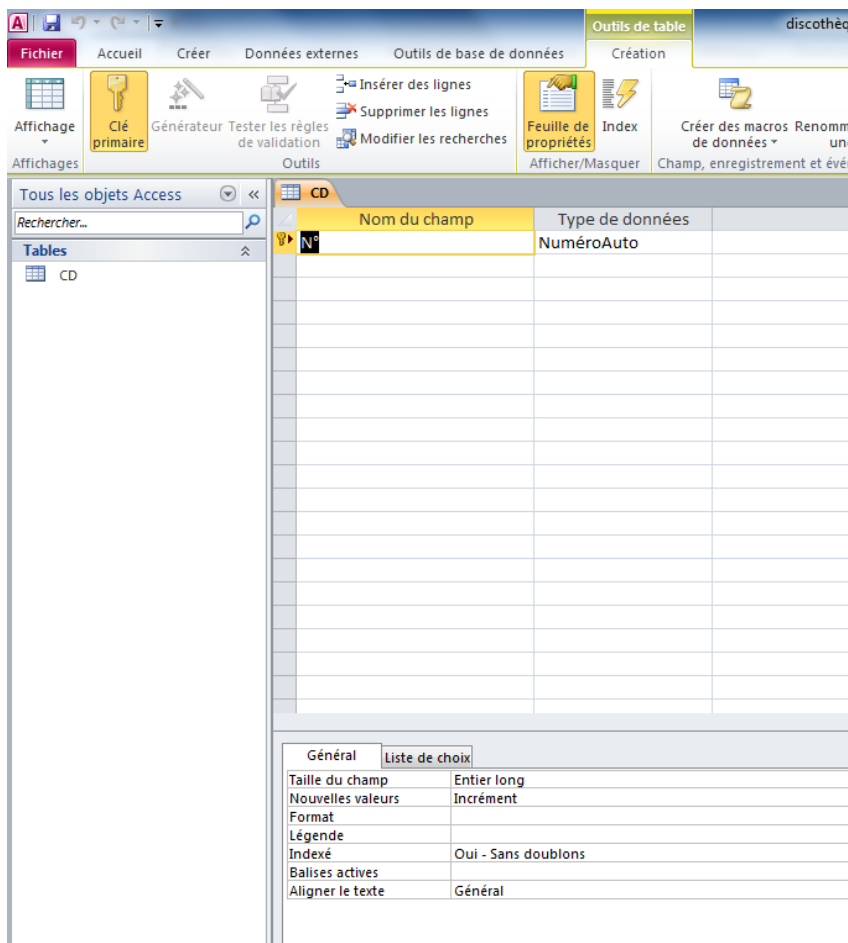 Outils de table discothèq
Fichier Accueil Créer Données externes Outils de base de données Création
Insérer des lignes
Supprimer les lignes
Modifier les recherches
Affichage Clé primaire Générateur Tester les règles de validation Feuille de propriétés Index Créer des macros de données Renomm un
Affichages Outils Afficher/Masquer Champ, enregistrement et évé
Tous les objets Access « CD
Rechercher... Nom du champ Type de données
Tables N° NuméroAuto
CD
Général Liste de choix
Taille du champ Entier long
Nouvelles valeurs Incrément
Format
Légende
Indexé Oui - Sans doublons
Balises actives
Aligner le texte Général